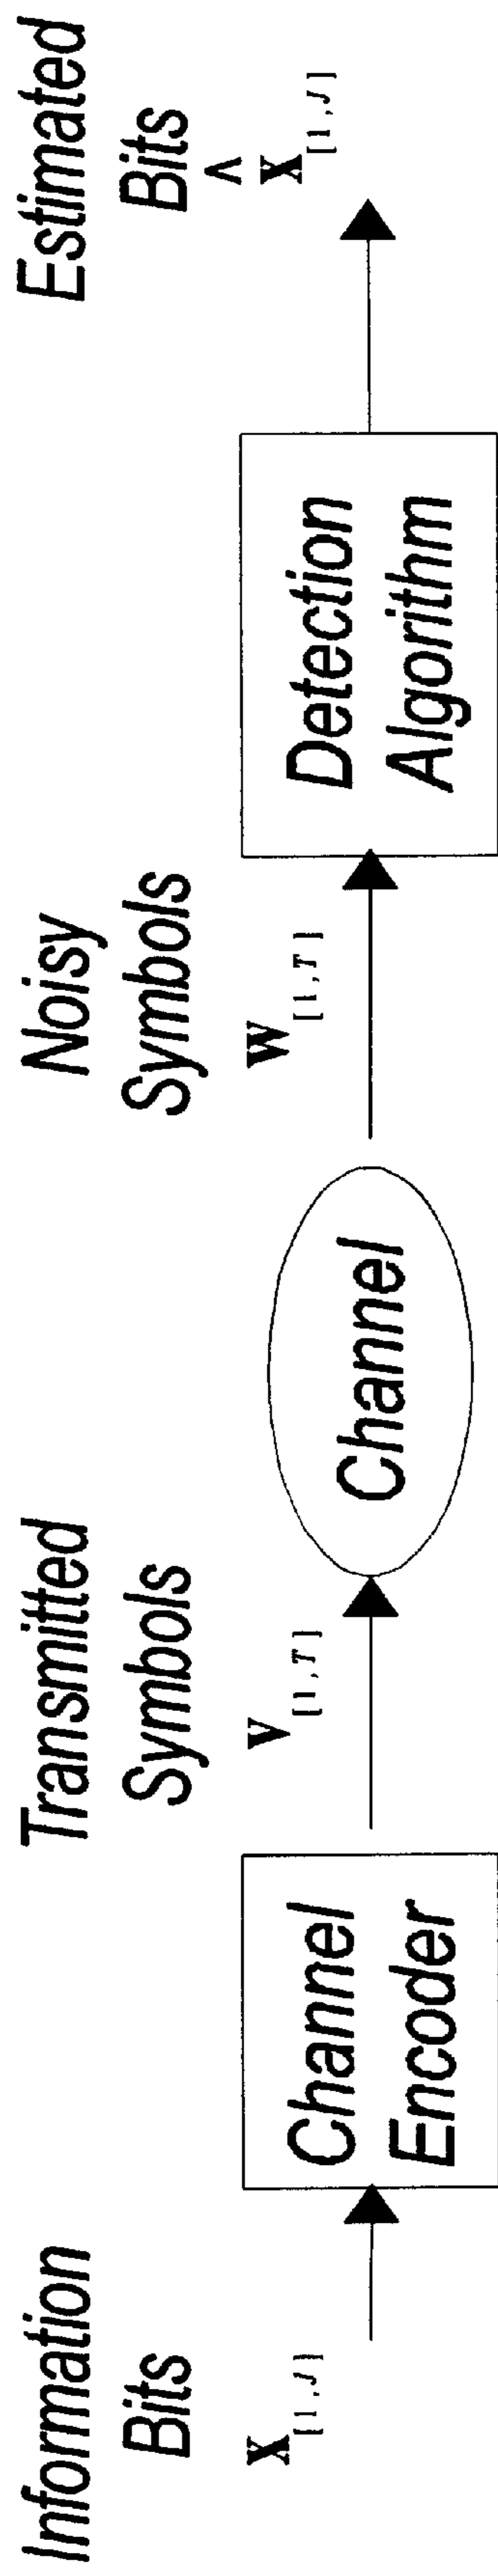 Information
Bits
X[1,J]
Channel
Encoder
Transmitted
Symbols
V[1,T]
Channel
Noisy
Symbols
W[1,T]
Detection
Algorithm
Estimated
Bits
^
X[1,J]